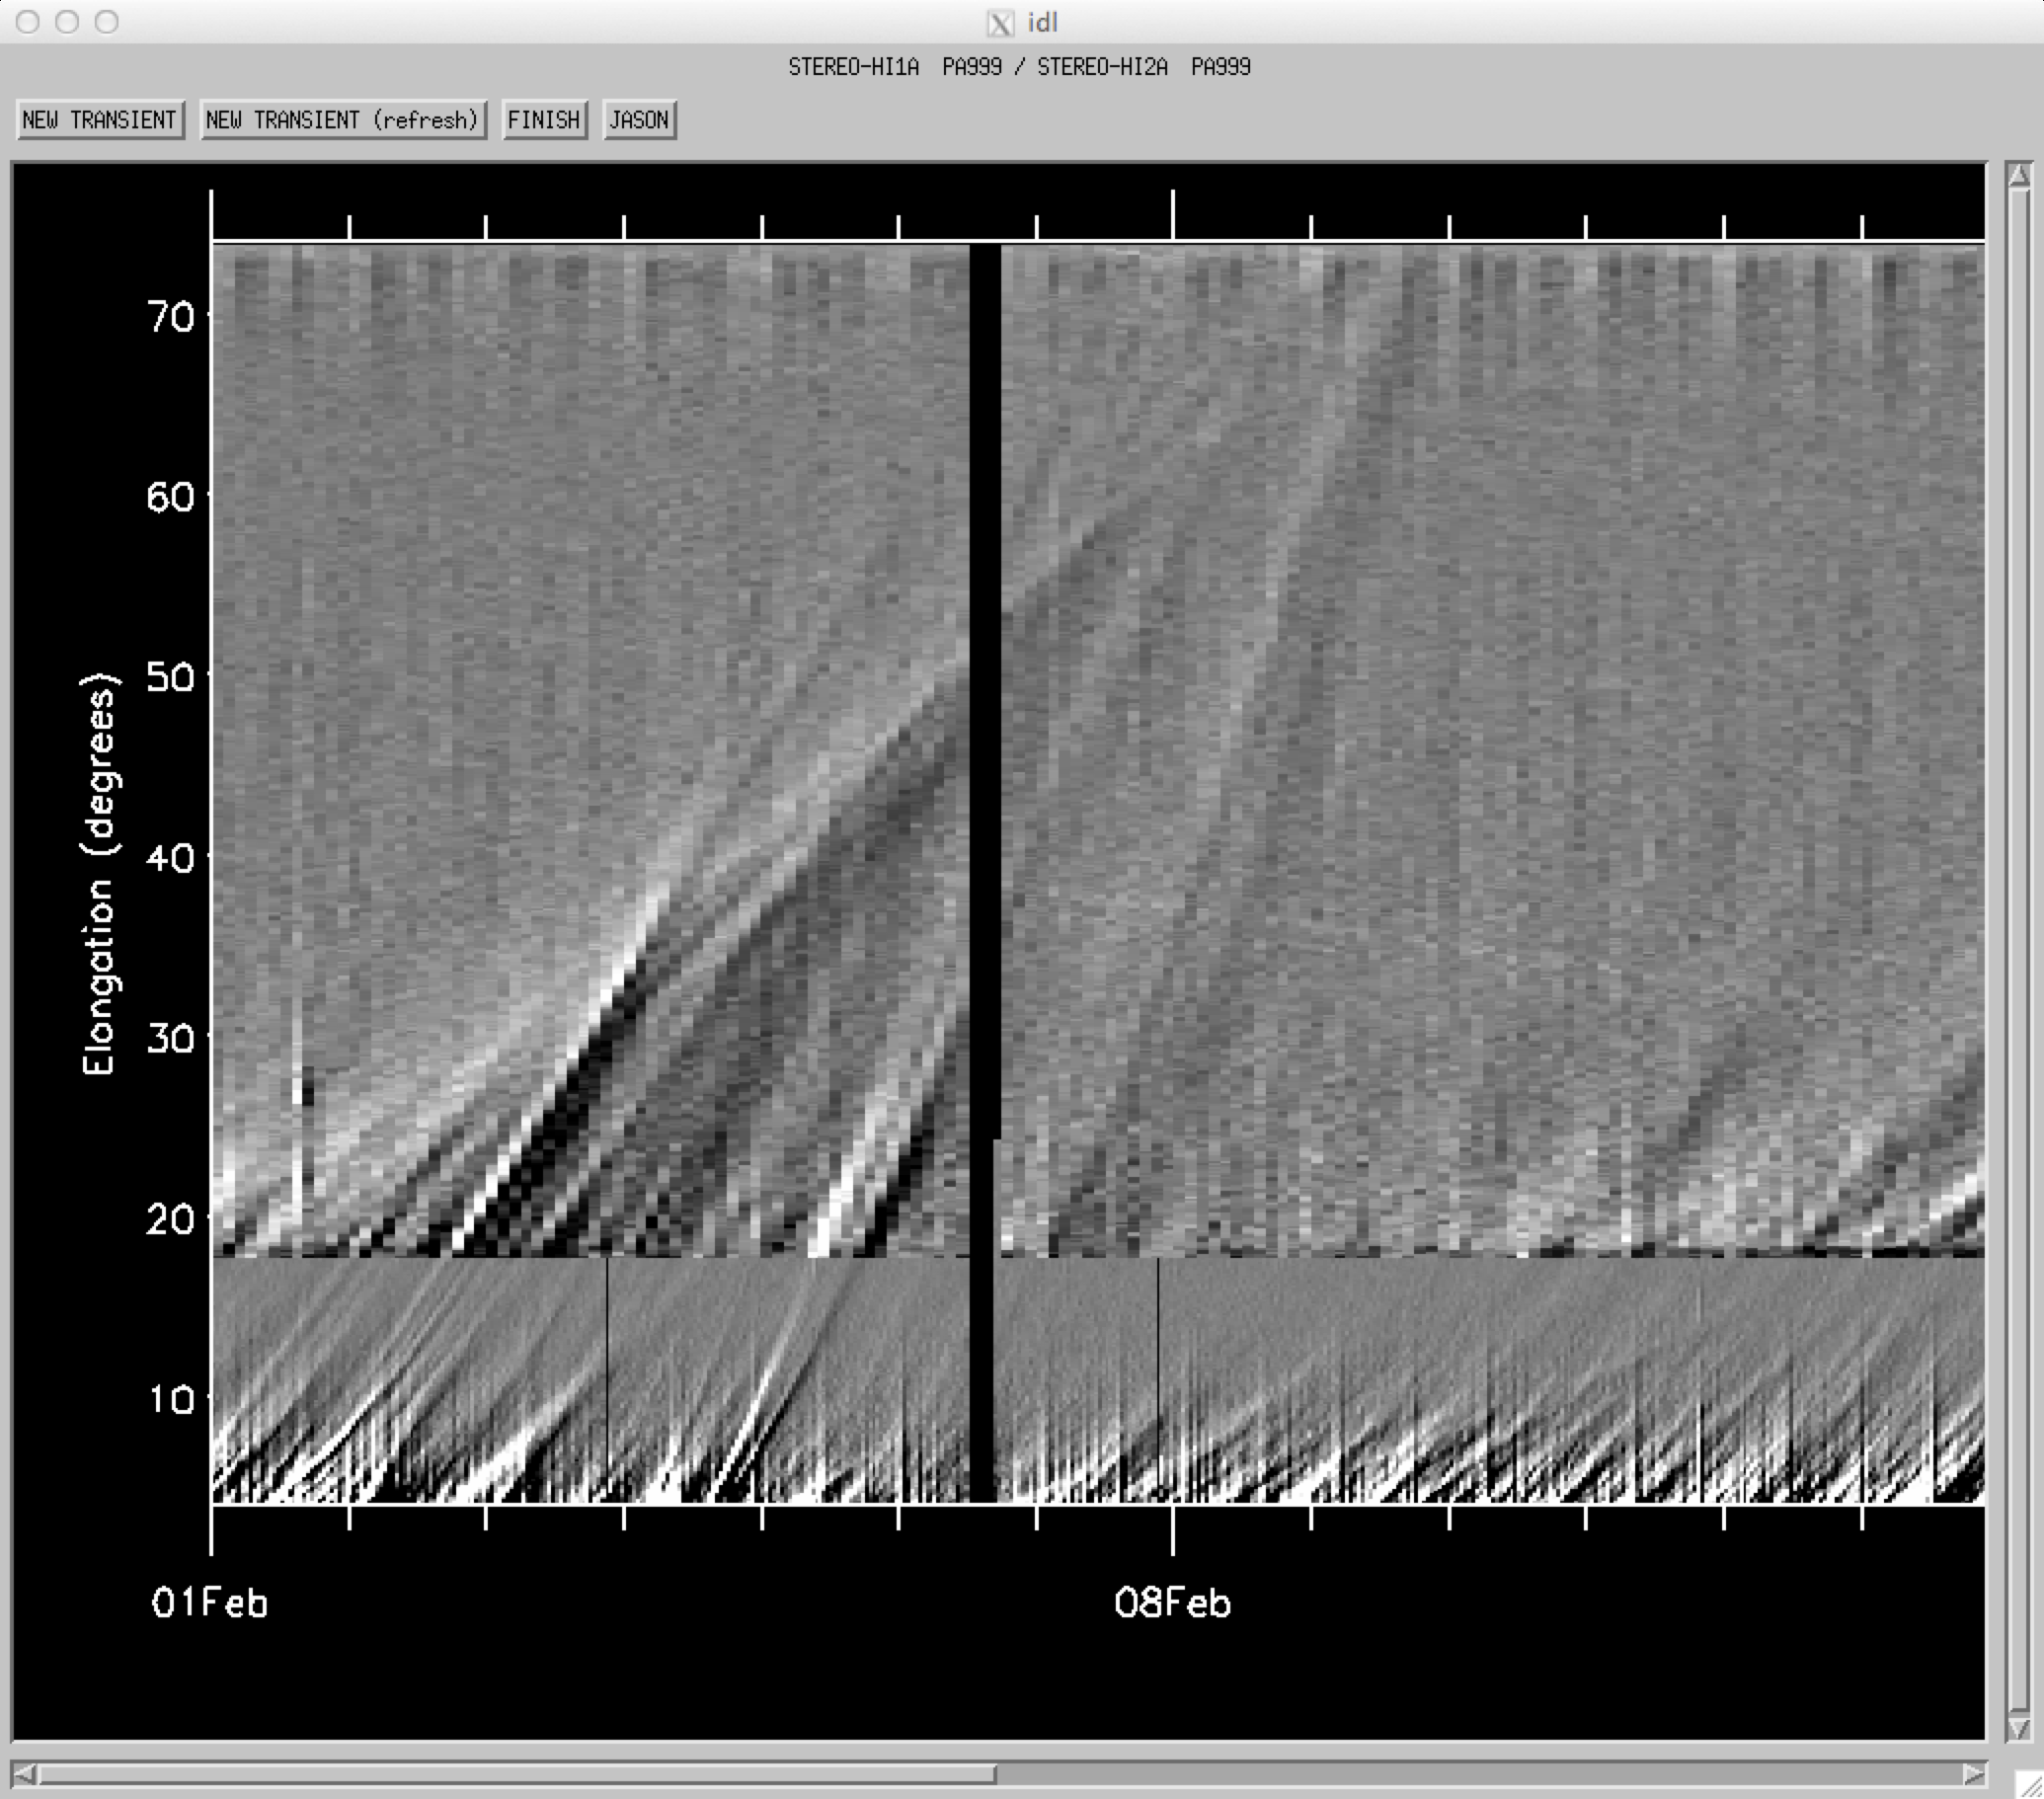 idl
STEREO-HI1A PA999 / STEREO-HI2A PA999
NEW TRANSIENT NEW TRANSIENT (refresh) FINISH JASON
70
60
50
40
30
20
10
Elongation (degrees)
01Feb 08Feb